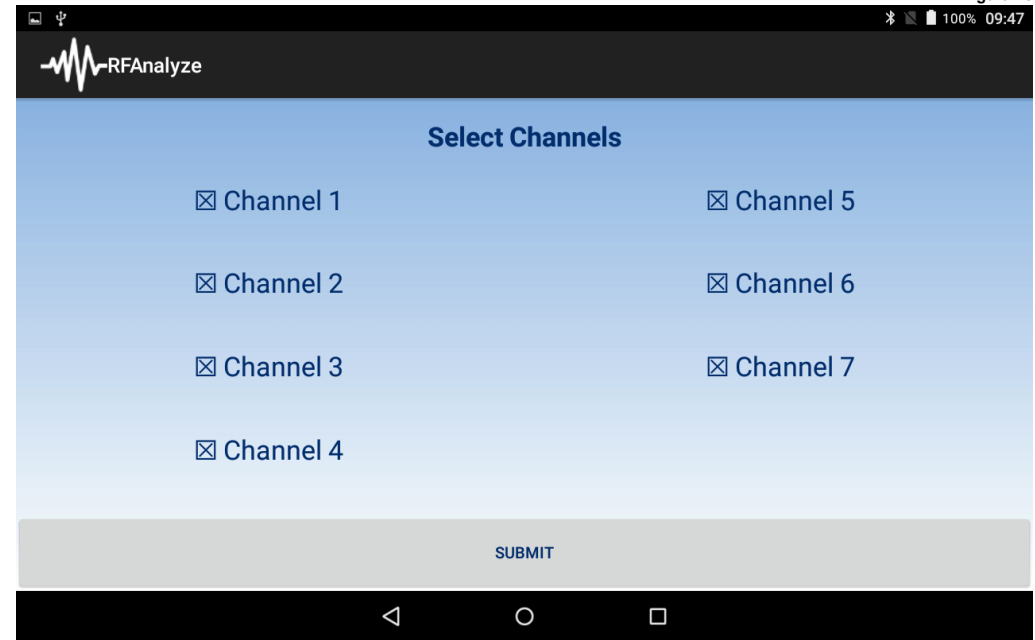 100% 09:47
RFAnalyze
Select Channels
☒ Channel 1
☒ Channel 5
☒ Channel 2
☒ Channel 6
☒ Channel 3
☒ Channel 7
☒ Channel 4
SUBMIT